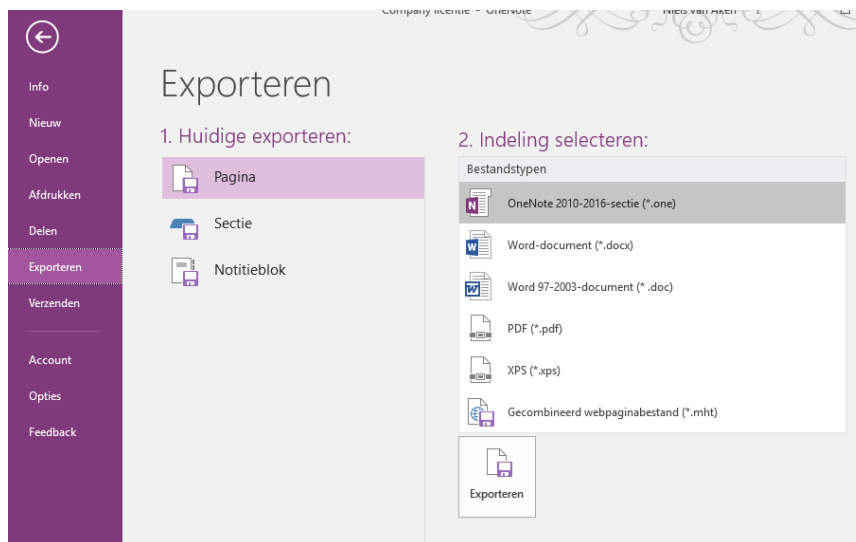 Company licentie - OneNote
Niels van Aken
?
Info
Nieuw
Openen
Afdrukken
Delen
Exporteren
Verzenden
Account
Opties
Feedback
Exporteren
1. Huidige exporteren:
Pagina
Sectie
Notitieblok
2. Indeling selecteren:
Bestandstypen
OneNote 2010-2016-sectie (*.one)
Word-document (*.docx)
Word 97-2003-document (* .doc)
PDF (*.pdf)
XPS (*.xps)
Gecombineerd webpaginabestand (*.mht)
Exporteren